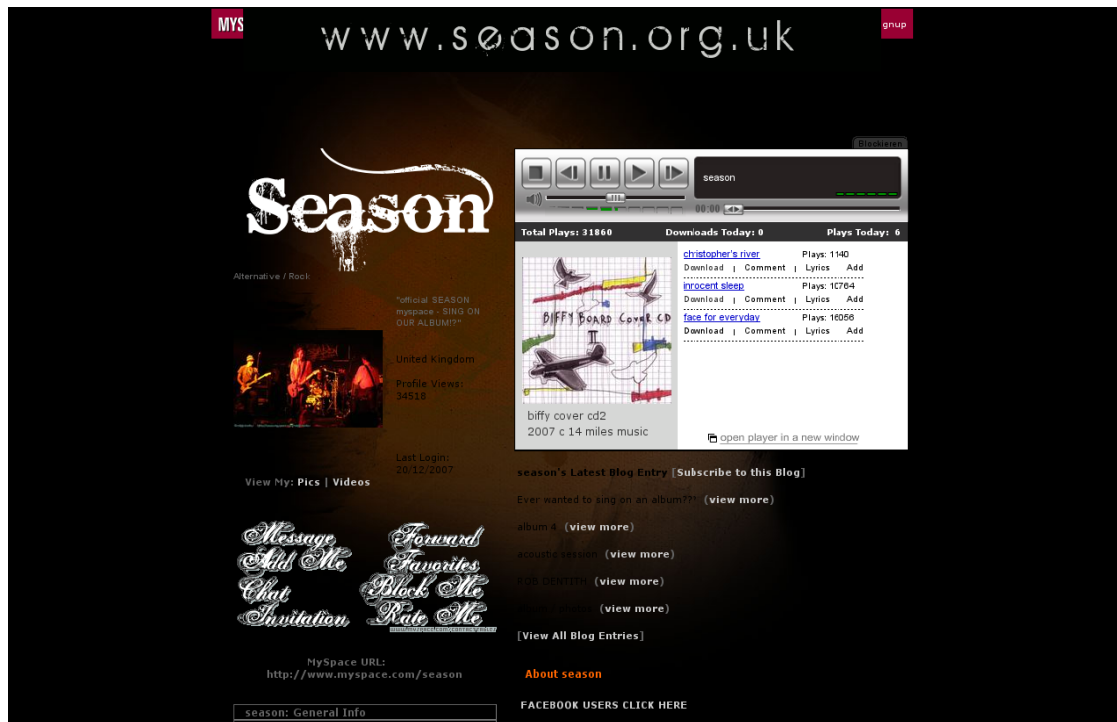 MYS
www.season.org.uk
gnup
Blockieren
Season
season
00:00
Total Plays: 31860 Downloads Today: 0 Plays Today: 6
Alternative / Rock
"official SEASON
myspace - SING ON
OUR ALBUM!?"
United Kingdom
Profile Views:
34518
Last Login:
20/12/2007
View My: Pics | Videos
christopher's river Plays: 1140
Download | Comment | Lyrics Add
innocent sleep Plays: 10764
Download | Comment | Lyrics Add
face for everyday Plays: 16056
Download | Comment | Lyrics Add
BIFFY BOARD COVER CD
biffy cover cd2
2007 c 14 miles music
open player in a new window
season's Latest Blog Entry [Subscribe to this Blog]
Ever wanted to sing on an album??! (view more)
album 4 (view more)
acoustic session (view more)
ROB DENTITH (view more)
(view more)
[View All Blog Entries]
Message
Add Me
Chat
Invitation
Forward
Favorites
Block Me
Rate Me
MySpace URL:
http://www.myspace.com/season
season: General Info
About season
FACEBOOK USERS CLICK HERE